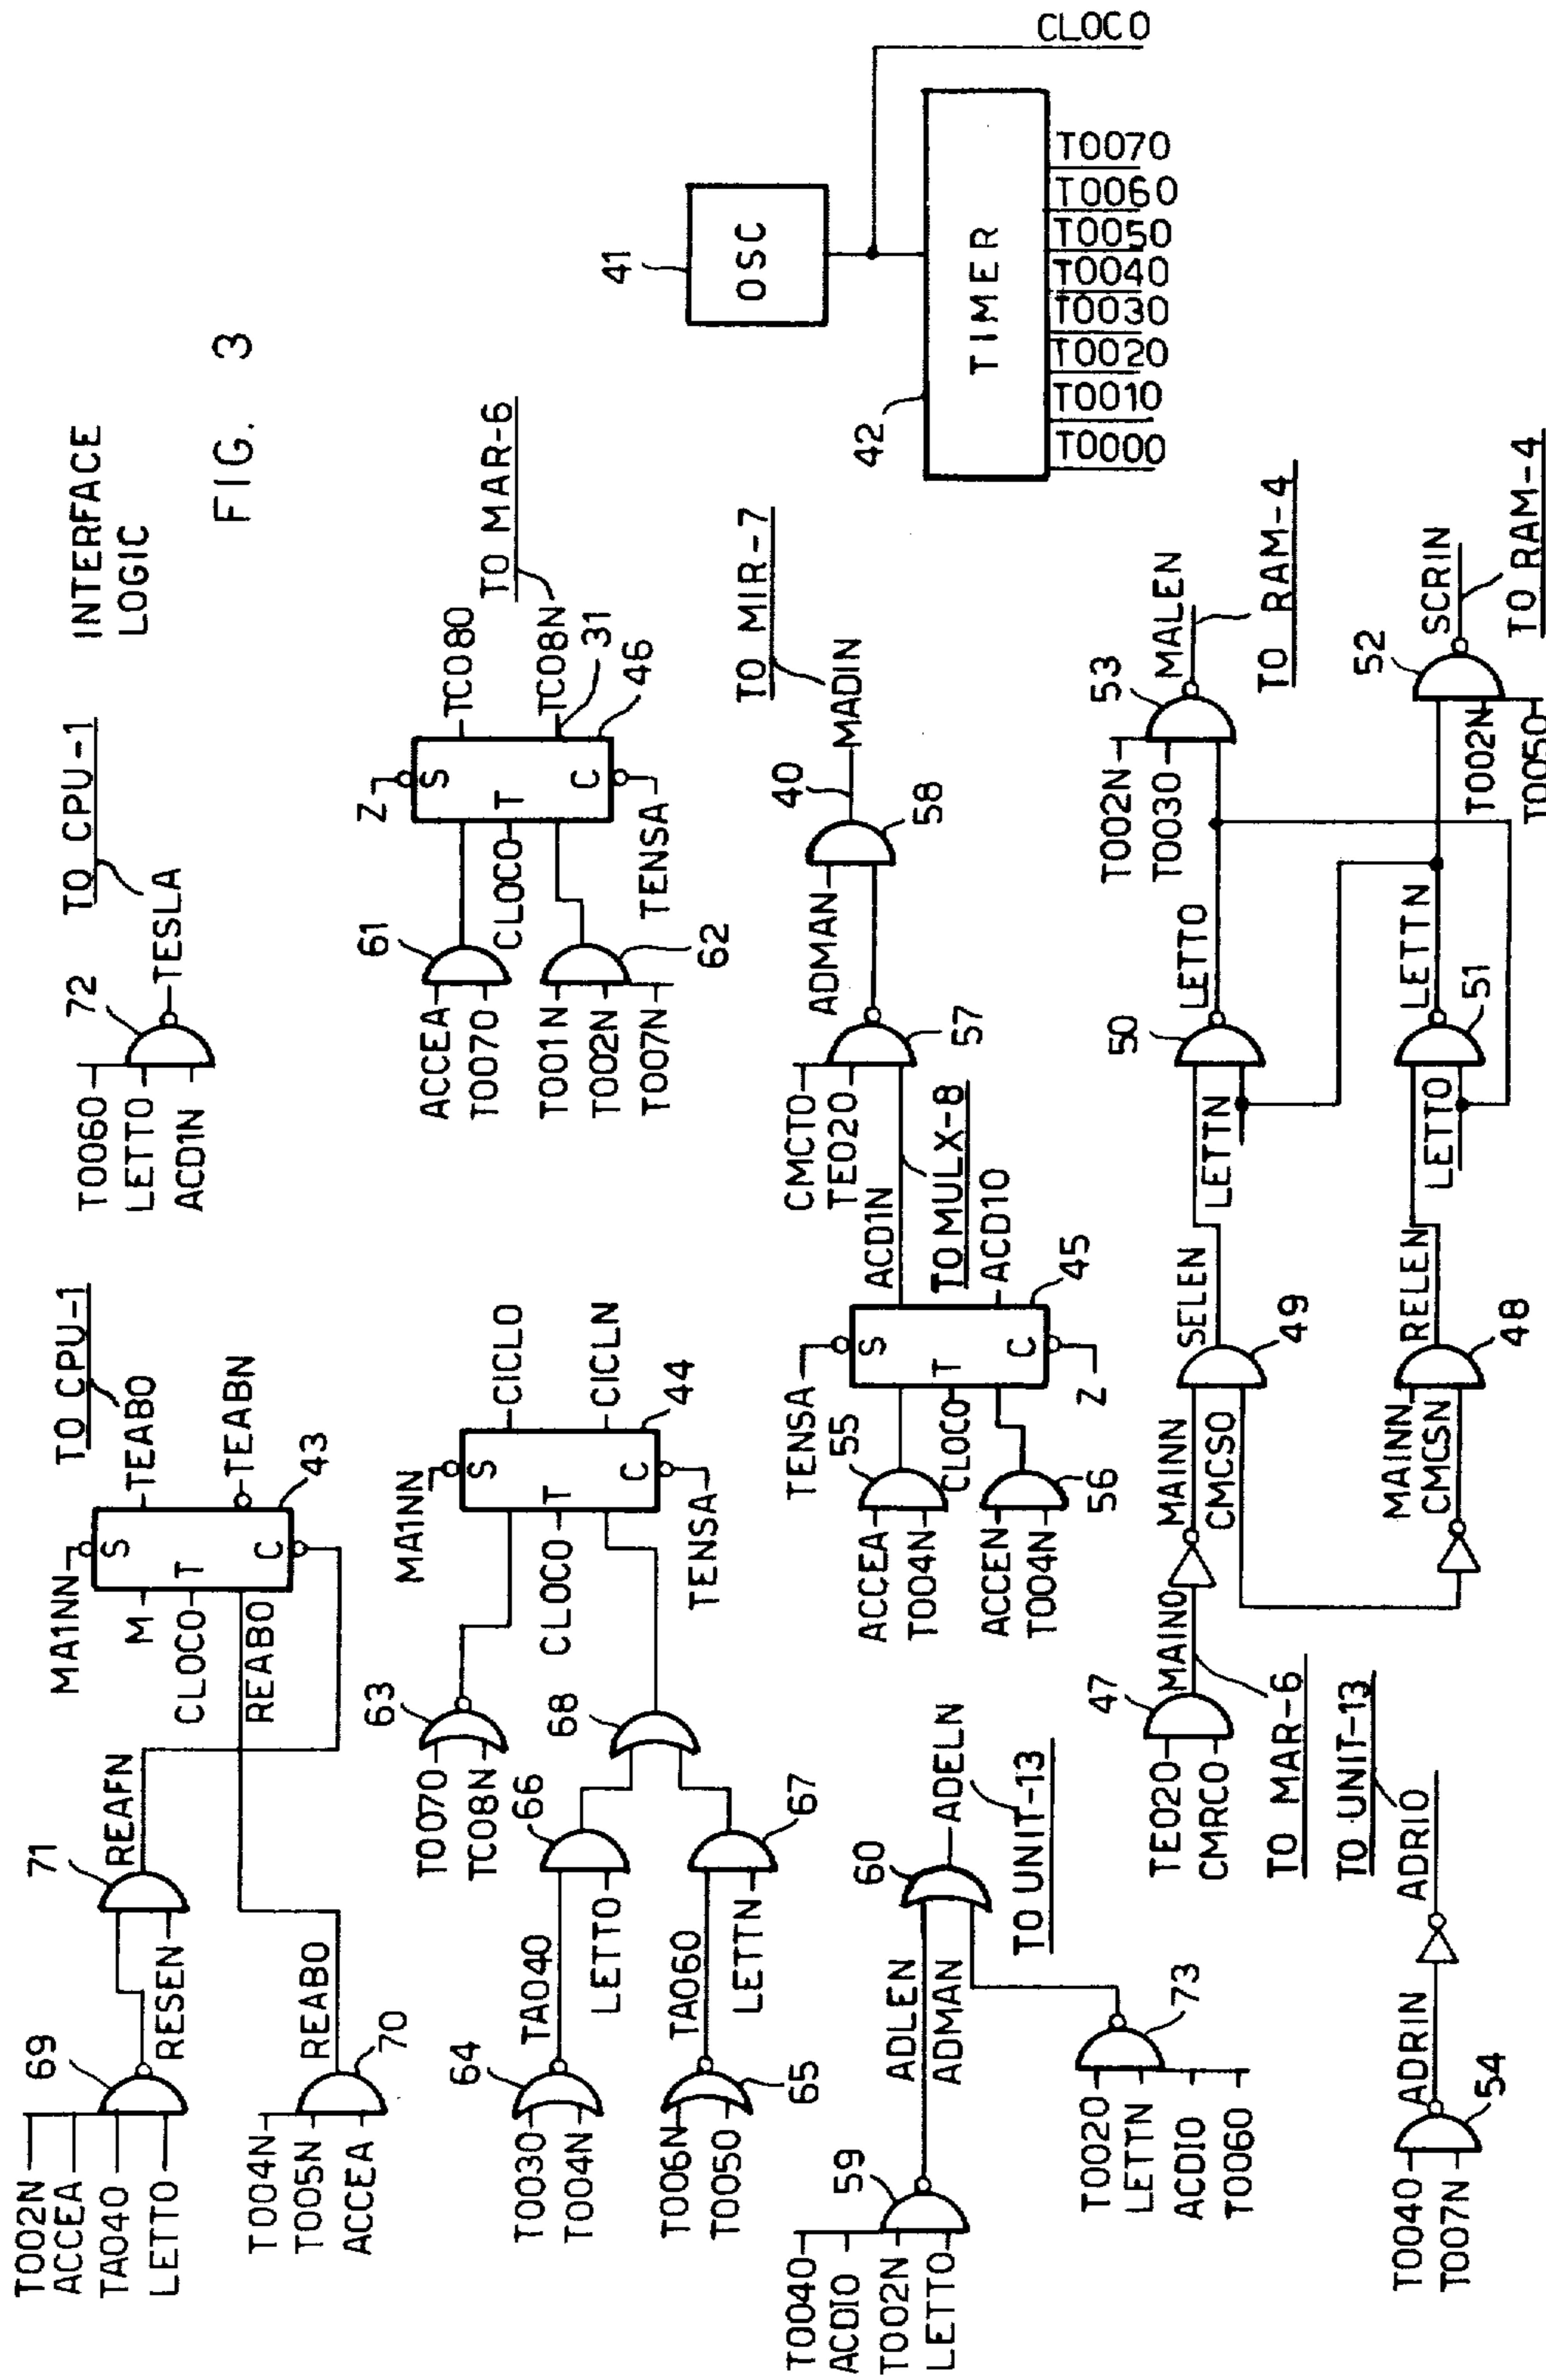 INTERFACE
LOGIC
FIG. 3
T002N
ACCEA
TA040
LETTO
69
RESEN
71
REAFN
T004N
T005N
ACCEA
70
REABO
MA1NN
M
CLOCO
REABO
S
T
C
43
TEABO
TEABN
TO CPU-1
T0060
LETTO
ACD1N
72
TESLA
TO CPU-1
T0030
T004N
64
TA040
LETTO
66
T006N
T0050
65
TA060
LETTN
67
68
T0070
TC08N
63
MA1NN
CLOCO
TENSA
S
T
C
44
CICLO
CICLN
ACCEA
T0070
61
T001N
T002N
T007N
62
CLOCO
Z
TENSA
S
T
C
46
31
TC080
TC08N
TO MAR-6
T0040
ACDIO
T002N
LETTO
59
ADLEN
ADMAN
T0020
LETTN
ACDIO
T0060
73
60
ADELN
TO UNIT-13
ACCEA
T004N
55
CLOCO
ACCEN
T004N
56
TENSA
Z
S
T
C
45
ACD1N
ACD10
TO MULX-8
CMCTO
TE020
57
ADMAN
58
40
MADIN
TO MIR-7
41
OSC
42
TIMER
T0000
T0010
T0020
T0030
T0040
T0050
T0060
T0070
CLOCO
TE020
CMRCO
47
MAINO
TO MAR-6
MAINN
CMCSO
49
SELEN
MAINN
CMCSN
48
RELEN
LETTN
50
LETTO
LETTO
51
LETTN
T002N
T0030
53
MALEN
TO RAM-4
T002N
T0050
52
SCRIN
TO RAM-4
T0040
T007N
54
ADRIN
ADRIO
TO UNIT-13